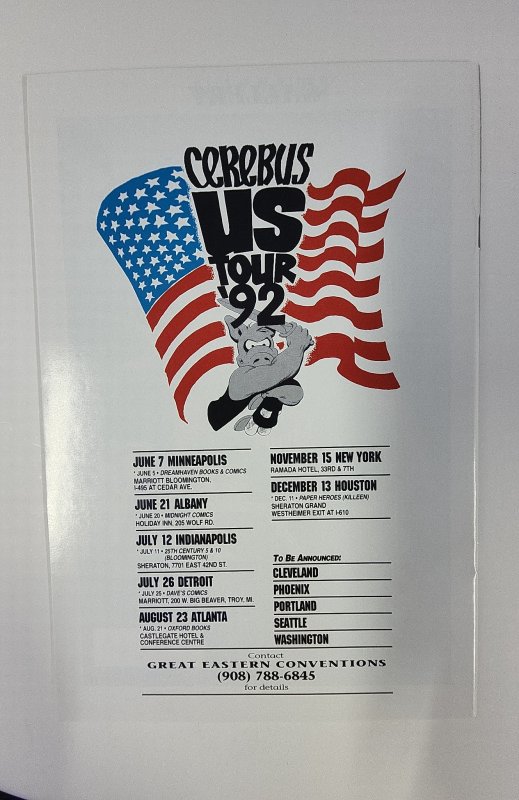 CEREBUS
US
TOUR
'92
JUNE 7 MINNEAPOLIS
* JUNE 5 • DREAMHAVEN BOOKS & COMICS
MARRIOTT BLOOMINGTON,
I-495 AT CEDAR AVE.
JUNE 21 ALBANY
* JUNE 20 • MIDNIGHT COMICS
HOLIDAY INN, 205 WOLF RD.
JULY 12 INDIANAPOLIS
* JULY 11 • 25TH CENTURY 5 & 10
(BLOOMINGTON)
SHERATON, 7701 EAST 42ND ST.
JULY 26 DETROIT
* JULY 25 • DAVE'S COMICS
MARRIOTT, 200 W. BIG BEAVER, TROY, MI.
AUGUST 23 ATLANTA
* AUG. 21 • OXFORD BOOKS
CASTLEGATE HOTEL &
CONFERENCE CENTRE
NOVEMBER 15 NEW YORK
RAMADA HOTEL, 33RD & 7TH
DECEMBER 13 HOUSTON
* DEC. 11 • PAPER HEROES (KILLEEN)
SHERATON GRAND
WESTHEIMER EXIT AT I-610
TO BE ANNOUNCED:
CLEVELAND
PHOENIX
PORTLAND
SEATTLE
WASHINGTON
Contact
GREAT EASTERN CONVENTIONS
(908) 788-6845
for details